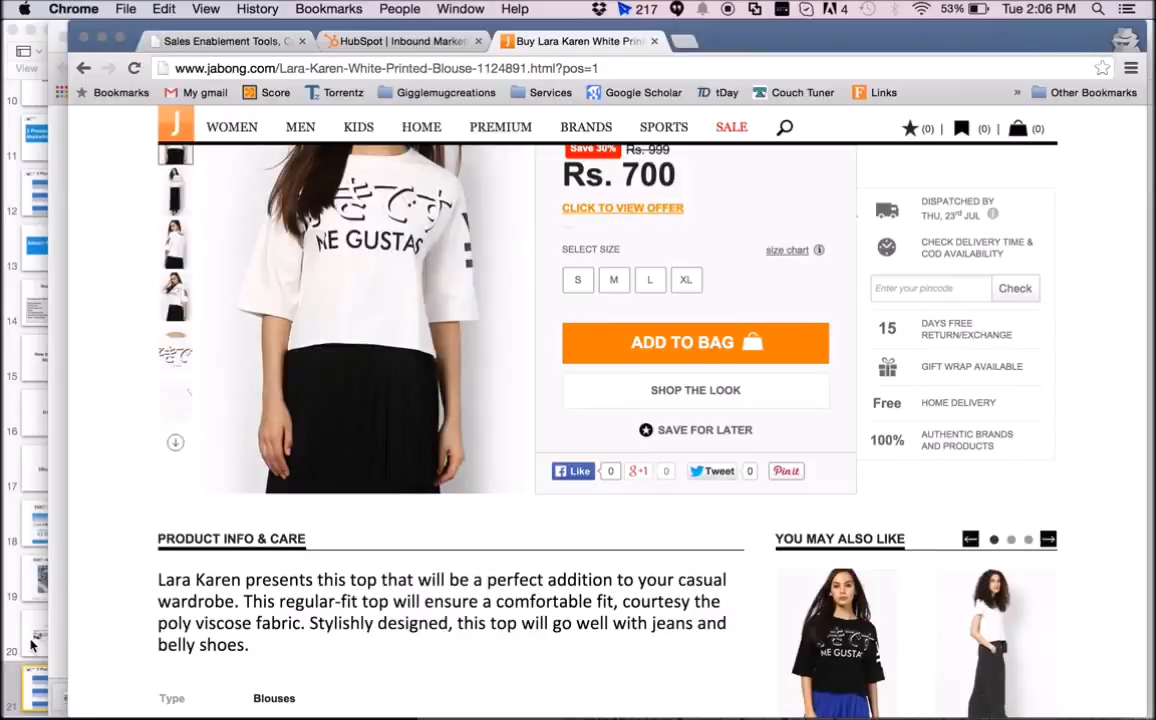 Chrome File Edit View History Bookmarks People Window Help 217 4 53% Tue 2:06 PM
Sales Enablement Tools, C
HubSpot | Inbound Market
Buy Lara Karen White Print
www.jabong.com/Lara-Karen-White-Printed-Blouse-1124891.html?pos=1
View
Bookmarks My gmail Score Torrentz Gigglemugcreations Services Google Scholar tDay Couch Tuner Links » Other Bookmarks
10
11
12
13
14
15
16
17
18
19
20
21
J WOMEN MEN KIDS HOME PREMIUM BRANDS SPORTS SALE (0) | (0) | (0)
きです
ME GUSTAS
Save 30% Rs. 999
Rs. 700
CLICK TO VIEW OFFER
SELECT SIZE size chart i
S M L XL
ADD TO BAG
SHOP THE LOOK
SAVE FOR LATER
Like 0 g+1 0 Tweet 0 Pinit
DISPATCHED BY
THU, 23rd JUL
CHECK DELIVERY TIME &
COD AVAILABILITY
Enter your pincode Check
15 DAYS FREE
RETURN/EXCHANGE
GIFT WRAP AVAILABLE
Free HOME DELIVERY
100% AUTHENTIC BRANDS
AND PRODUCTS
PRODUCT INFO & CARE
Lara Karen presents this top that will be a perfect addition to your casual
wardrobe. This regular-fit top will ensure a comfortable fit, courtesy the
poly viscose fabric. Stylishly designed, this top will go well with jeans and
belly shoes.
Type Blouses
YOU MAY ALSO LIKE
NE GUSTAS